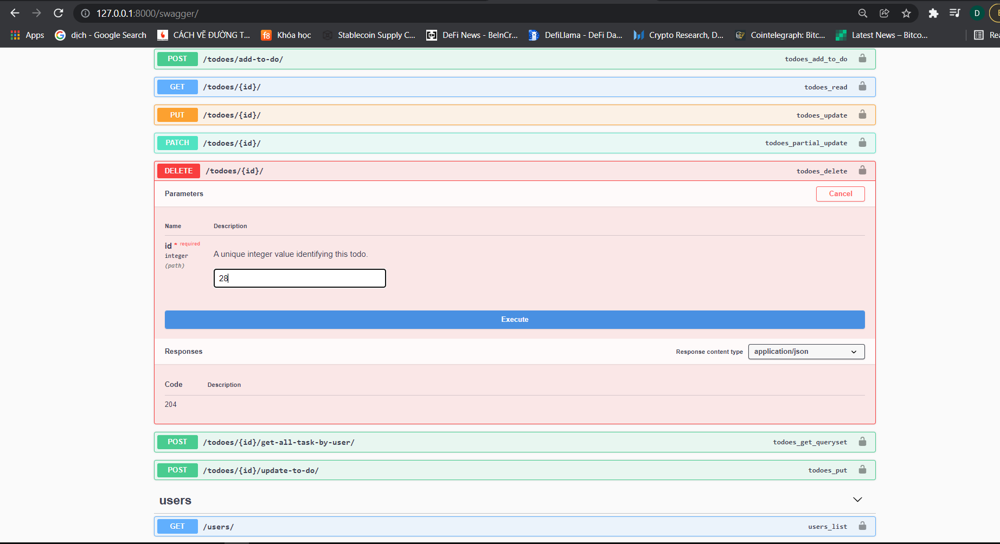 127.0.0.1:8000/swagger/
D
Apps
dịch - Google Search
CÁCH VẼ ĐƯỜNG T...
f8 Khóa học
Stablecoin Supply C...
DeFi News - BeInCr...
DefiLlama - DeFi Da...
Crypto Research, D...
Cointelegraph: Bitc...
Latest News – Bitco...
POST /todoes/add-to-do/ todoes_add_to_do
GET /todoes/{id}/ todoes_read
PUT /todoes/{id}/ todoes_update
PATCH /todoes/{id}/ todoes_partial_update
DELETE /todoes/{id}/ todoes_delete
Parameters Cancel
Name Description
id * required
integer
(path)
A unique integer value identifying this todo.
28
Execute
Responses Response content type application/json
Code Description
204
POST /todoes/{id}/get-all-task-by-user/ todoes_get_queryset
POST /todoes/{id}/update-to-do/ todoes_put
users
GET /users/ users_list